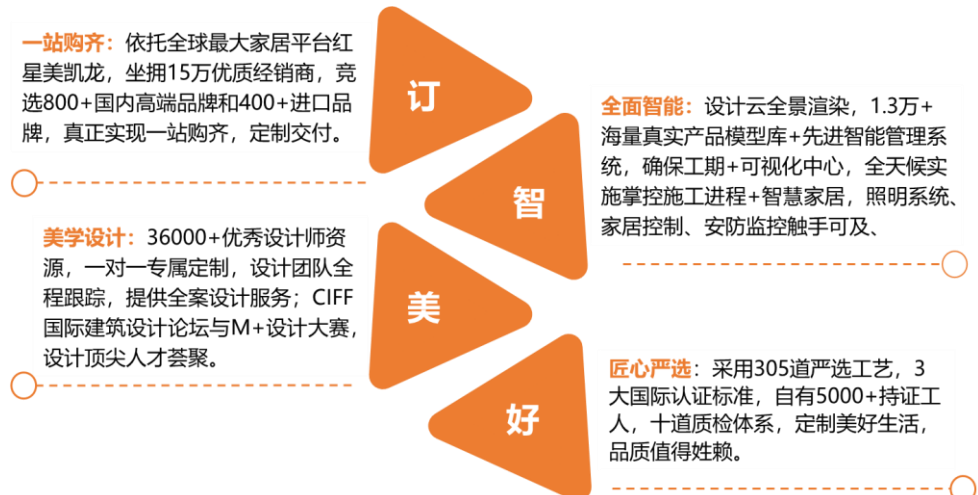 一站购齐：依托全球最大家居平台红
星美凯龙，坐拥15万优质经销商，竞
选800+国内高端品牌和400+进口品
牌，真正实现一站购齐，定制交付。
订
全面智能：设计云全景渲染，1.3万+
海量真实产品模型库+先进智能管理系
统，确保工期+可视化中心，全天候实
施掌控施工进程+智慧家居，照明系统、
家居控制、安防监控触手可及、
智
美学设计：36000+优秀设计师资
源，一对一专属定制，设计团队全
程跟踪，提供全案设计服务；CIFF
国际建筑设计论坛与M+设计大赛，
设计顶尖人才荟聚。
美
匠心严选：采用305道严选工艺，3
大国际认证标准，自有5000+持证工
人，十道质检体系，定制美好生活，
品质值得姓赖。
好